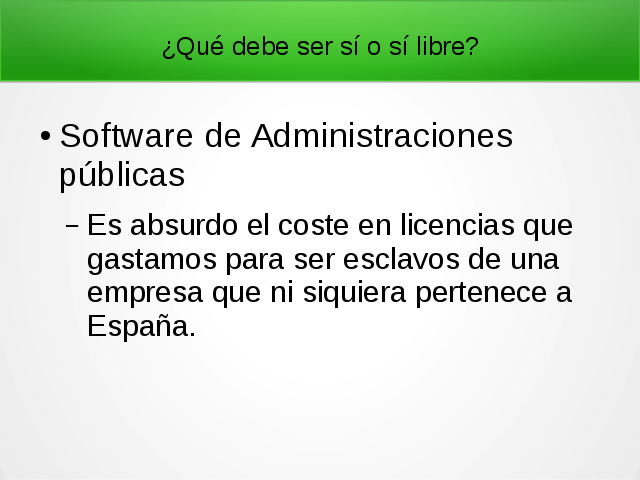 ¿Qué debe ser sí o sí libre?
● Software de Administraciones
públicas
– Es absurdo el coste en licencias que
gastamos para ser esclavos de una
empresa que ni siquiera pertenece a
España.